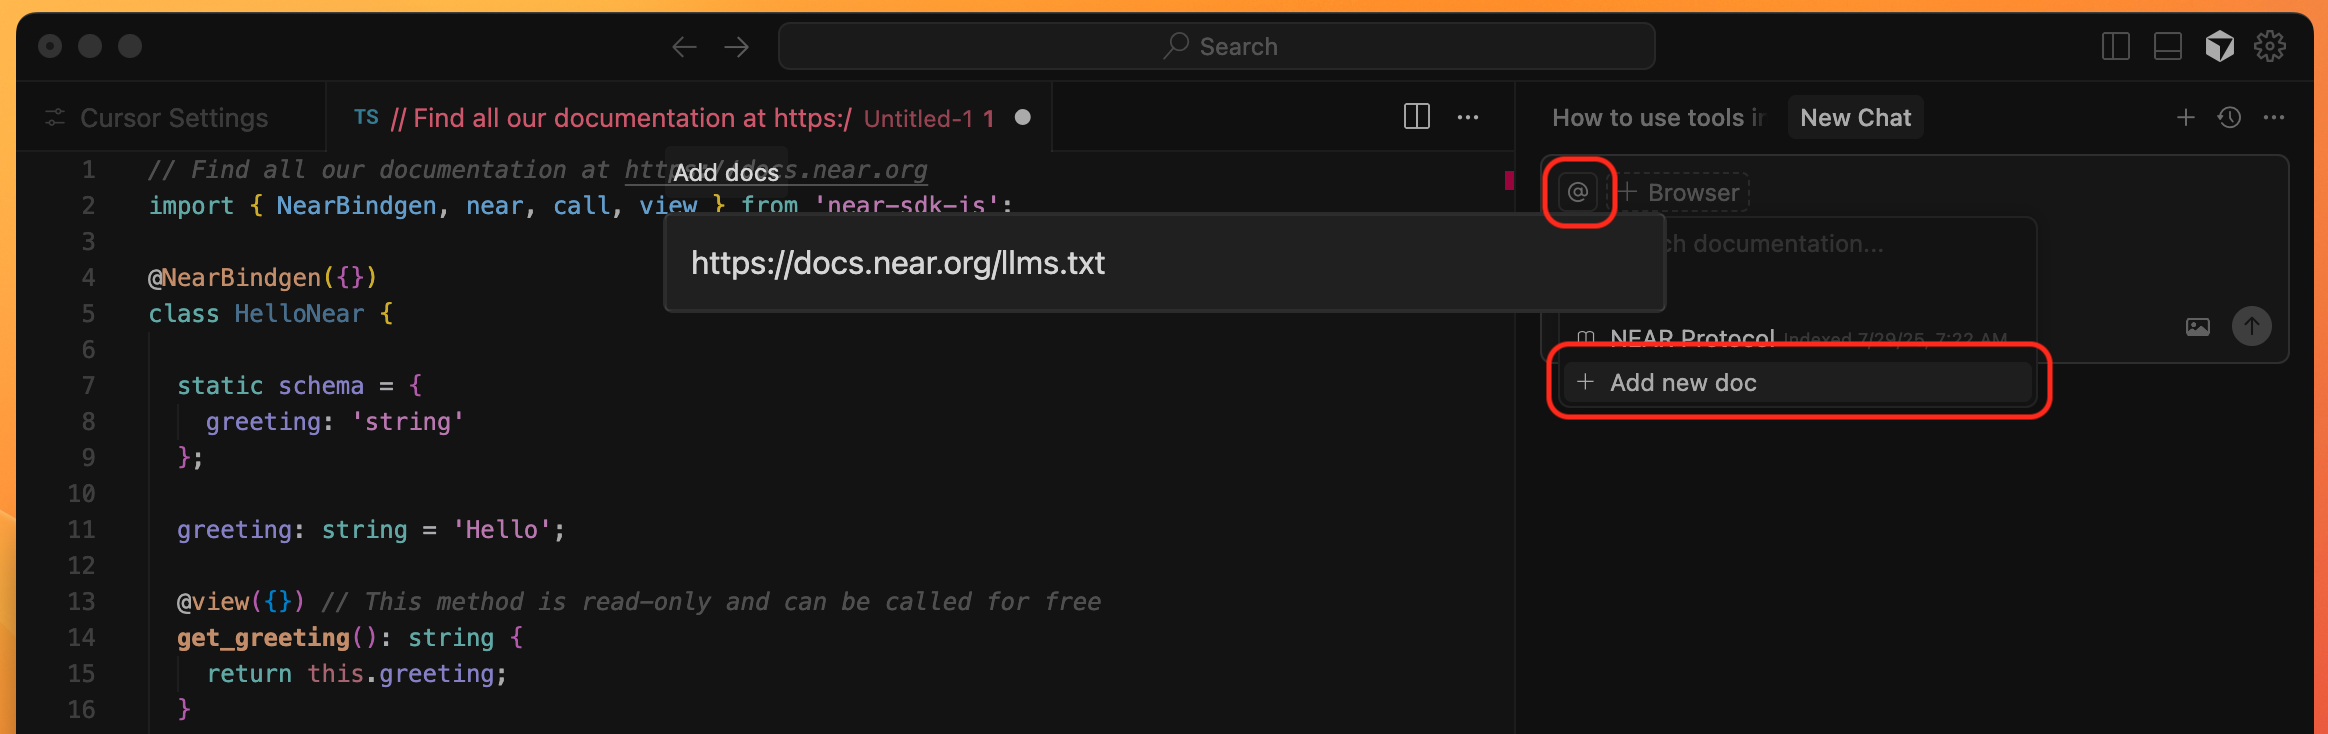 Search
Cursor Settings
TS // Find all our documentation at https:/ Untitled-1 1
How to use tools in
New Chat
1 // Find all our documentation at https://docs.near.org
Add docs
2 import { NearBindgen, near, call, view } from 'near-sdk-js';
https://docs.near.org/llms.txt
3
4 @NearBindgen({})
5 class HelloNear {
6
7 static schema = {
8 greeting: 'string'
9 };
10
11 greeting: string = 'Hello';
12
13 @view({}) // This method is read-only and can be called for free
14 get_greeting(): string {
15 return this.greeting;
16 }
@ + Browser
documentation...
NEAR Protocol Indexed 7/29/25, 7:22 AM
+ Add new doc